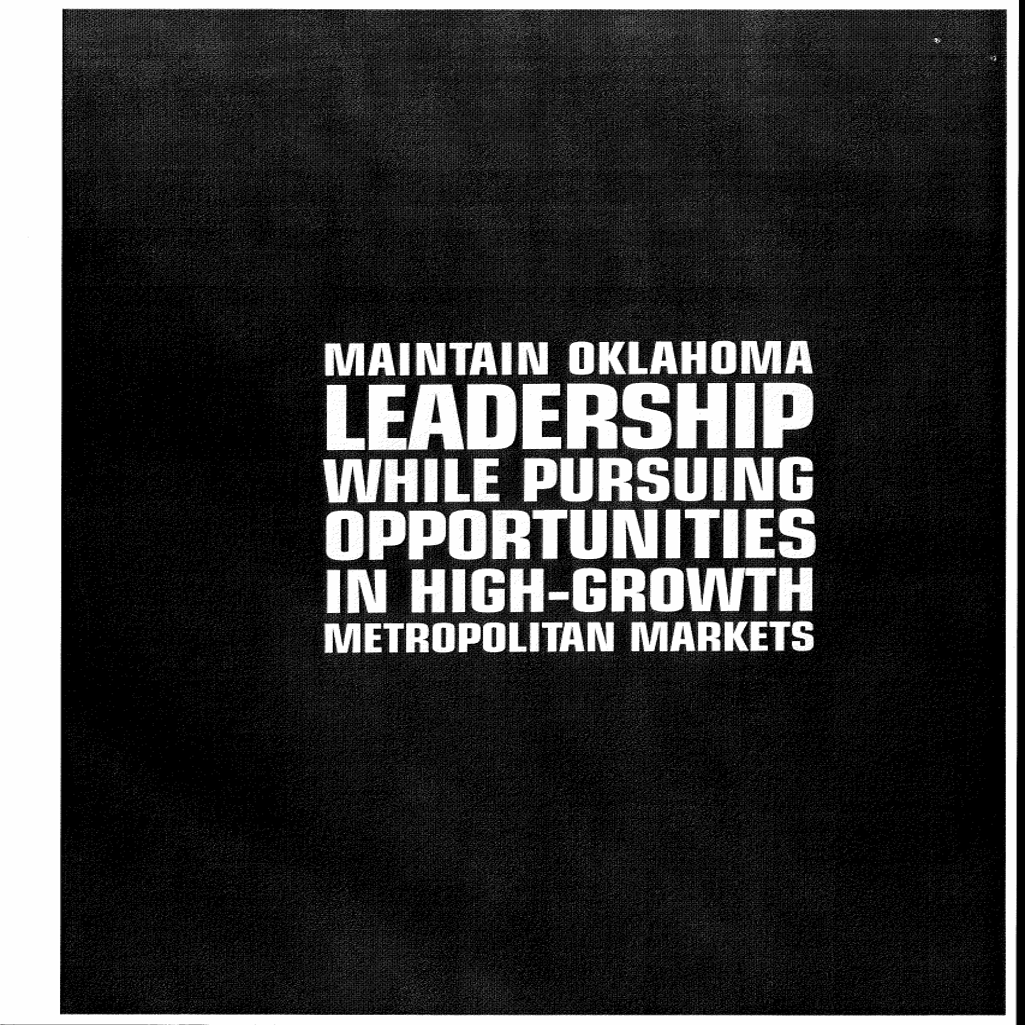 MAINTAIN OKLAHOMA
LEADERSHIP
WHILE PURSUING
OPPORTUNITIES
IN HIGH-GROWTH
METROPOLITAN MARKETS